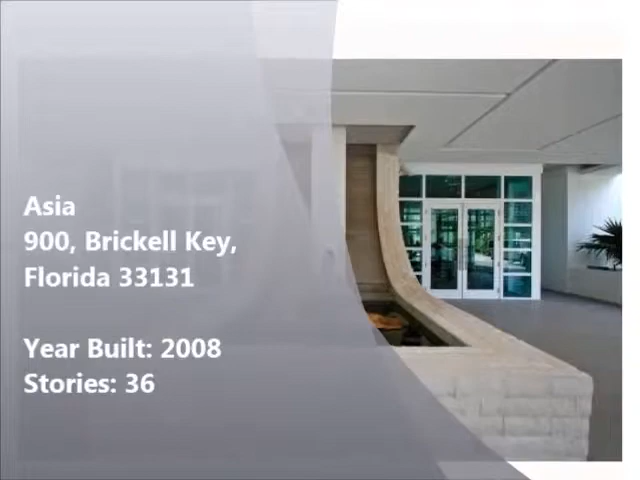 Asia
900, Brickell Key,
Florida 33131
Year Built: 2008
Stories: 36